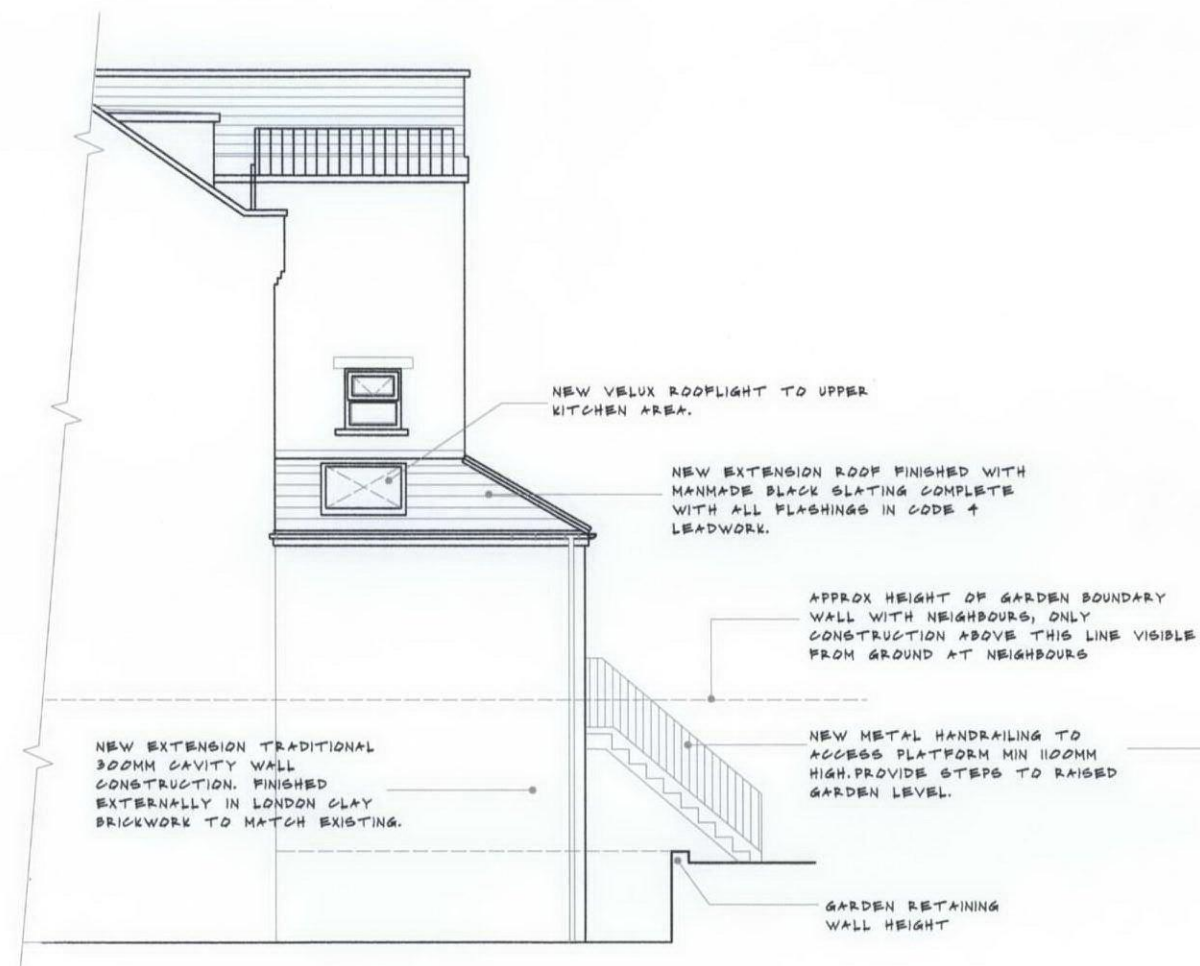 NEW VELUX ROOFLIGHT TO UPPER
KITCHEN AREA.
NEW EXTENSION ROOF FINISHED WITH
MANMADE BLACK SLATING COMPLETE
WITH ALL FLASHINGS IN CODE 4
LEADWORK.
APPROX HEIGHT OF GARDEN BOUNDARY
WALL WITH NEIGHBOURS, ONLY
CONSTRUCTION ABOVE THIS LINE VISIBLE
FROM GROUND AT NEIGHBOURS
NEW METAL HANDRAILING TO
ACCESS PLATFORM MIN 1100MM
HIGH. PROVIDE STEPS TO RAISED
GARDEN LEVEL.
NEW EXTENSION TRADITIONAL
300MM CAVITY WALL
CONSTRUCTION. FINISHED
EXTERNALLY IN LONDON CLAY
BRICKWORK TO MATCH EXISTING.
GARDEN RETAINING
WALL HEIGHT